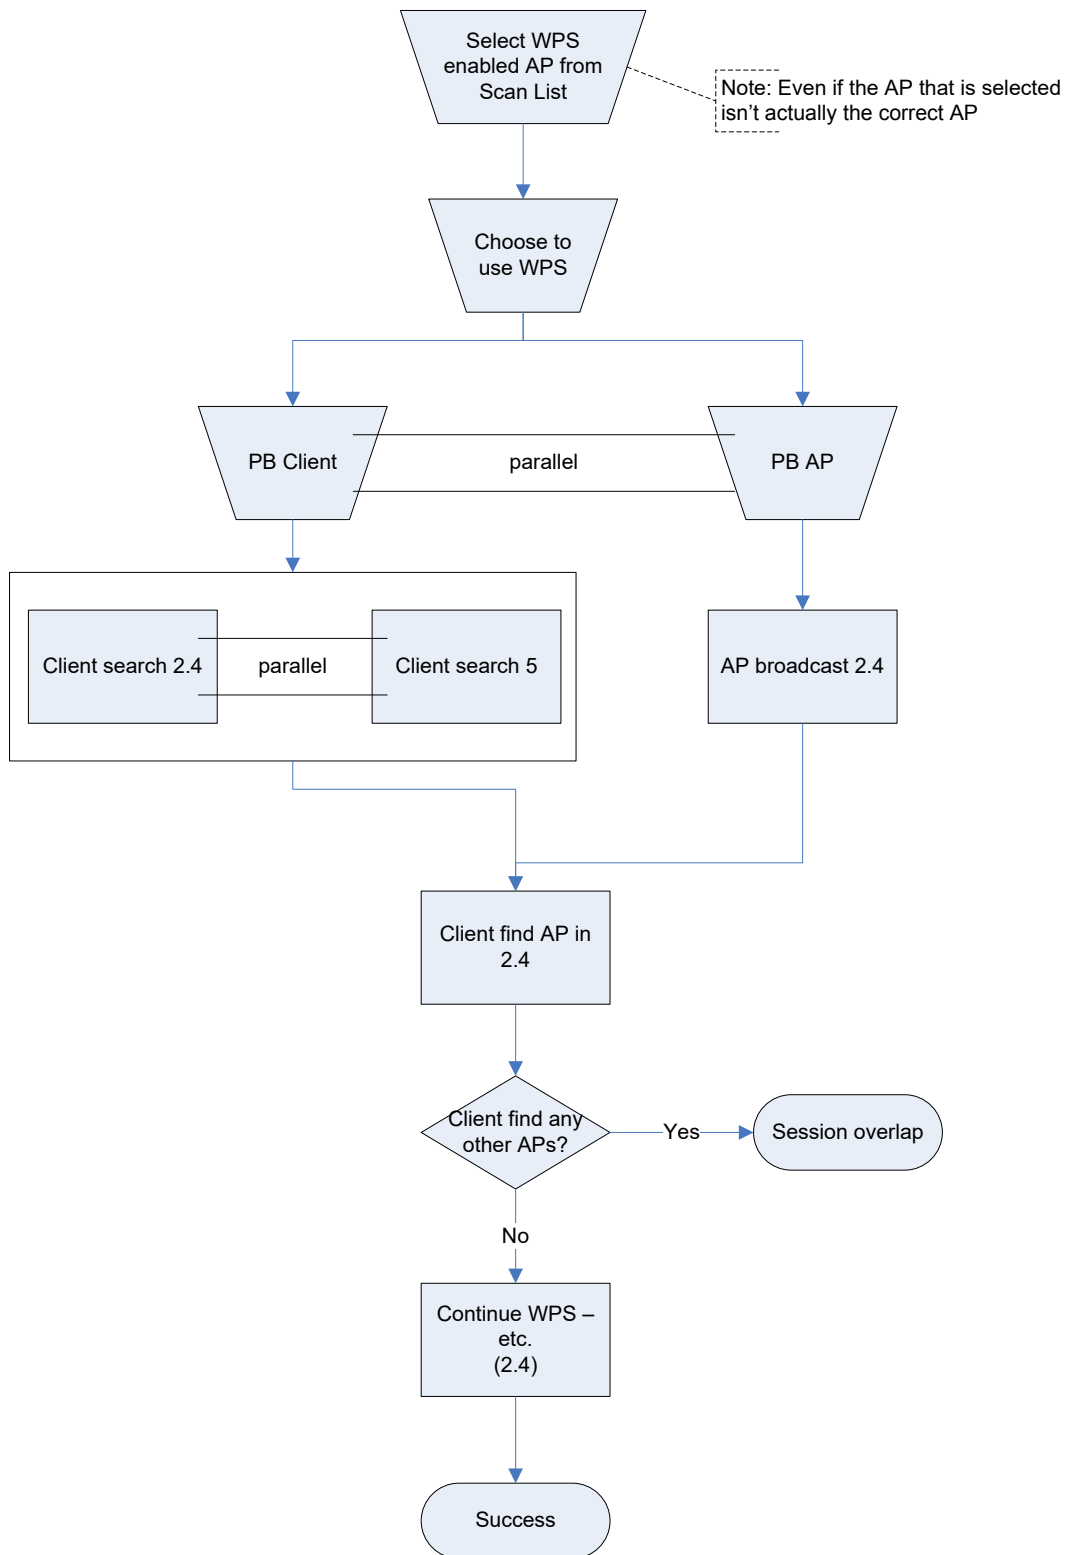 Select WPS
enabled AP from
Scan List
Note: Even if the AP that is selected
isn’t actually the correct AP
Choose to
use WPS
PB Client
parallel
PB AP
Client search 2.4
parallel
Client search 5
AP broadcast 2.4
Client find AP in
2.4
Client find any
other APs?
Yes
Session overlap
No
Continue WPS –
etc.
(2.4)
Success